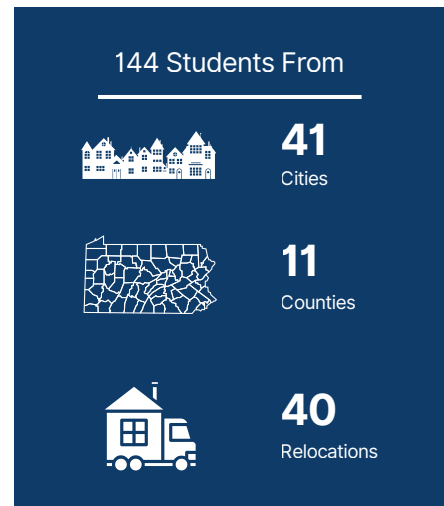 144 Students From
41
Cities
11
Counties
40
Relocations